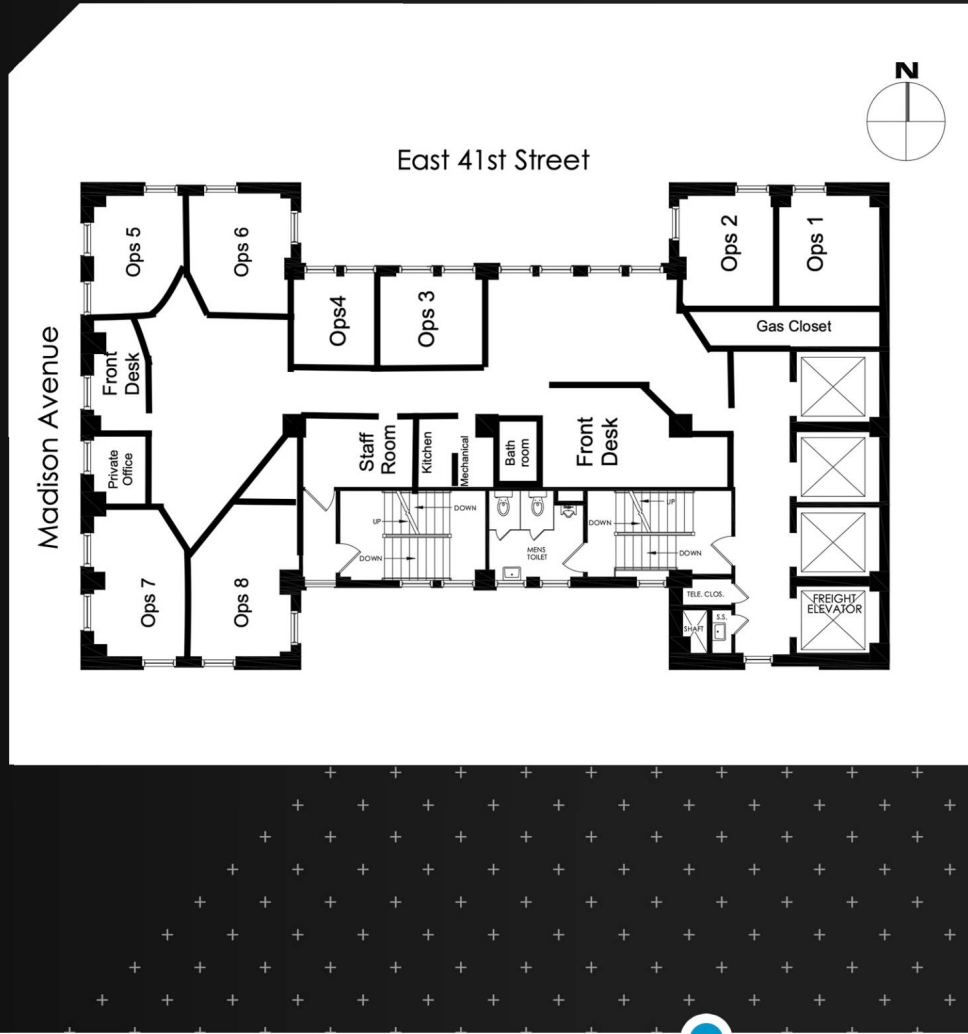 N
East 41st Street
Madison Avenue
Ops 5
Ops 6
Ops4
Ops 3
Ops 2
Ops 1
Gas Closet
Front
Desk
Private
Office
Staff
Room
Kitchen
Mechanical
Bath
room
Front
Desk
UP
DOWN
DOWN
MENS
TOILET
UP
DOWN
DOWN
Ops 7
Ops 8
TELE. CLOS.
SHAFT
S.S.
FREIGHT
ELEVATOR